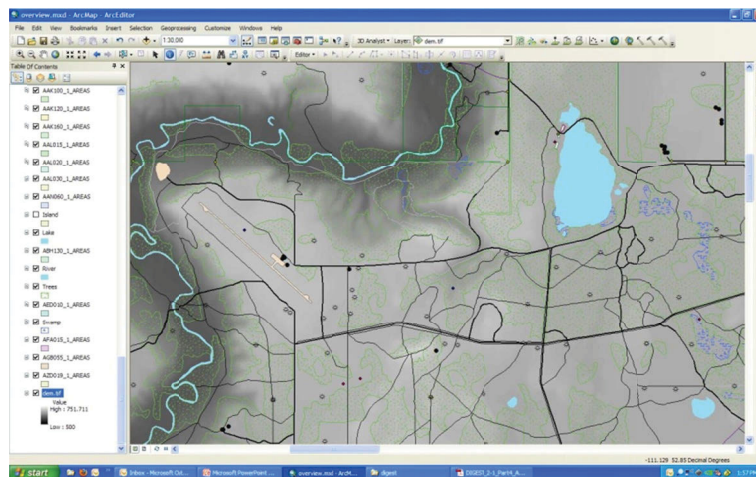 overview.mxd - ArcMap - ArcEditor
File Edit View Bookmarks Insert Selection Geoprocessing Customize Windows Help
1:30,000
3D Analyst Layer: dem.tif
Editor
Table Of Contents
AAK100_1_AREAS
AAK120_1_AREAS
AAK160_1_AREAS
AAL015_1_AREAS
AAL020_1_AREAS
AAL030_1_AREAS
AAN060_1_AREAS
Island
Lake
ABH130_1_AREAS
River
Trees
AED010_1_AREAS
Swamp
AFA015_1_AREAS
AGB055_1_AREAS
AZD019_1_AREAS
dem.tif
Value
High : 751.711
Low : 500
-111.129 52.85 Decimal Degrees
start
Inbox - Microsoft Out...
Microsoft PowerPoint ...
overview.mxd - ArcM...
digest
DIGEST_2-1_Part4_A...
1:57PM